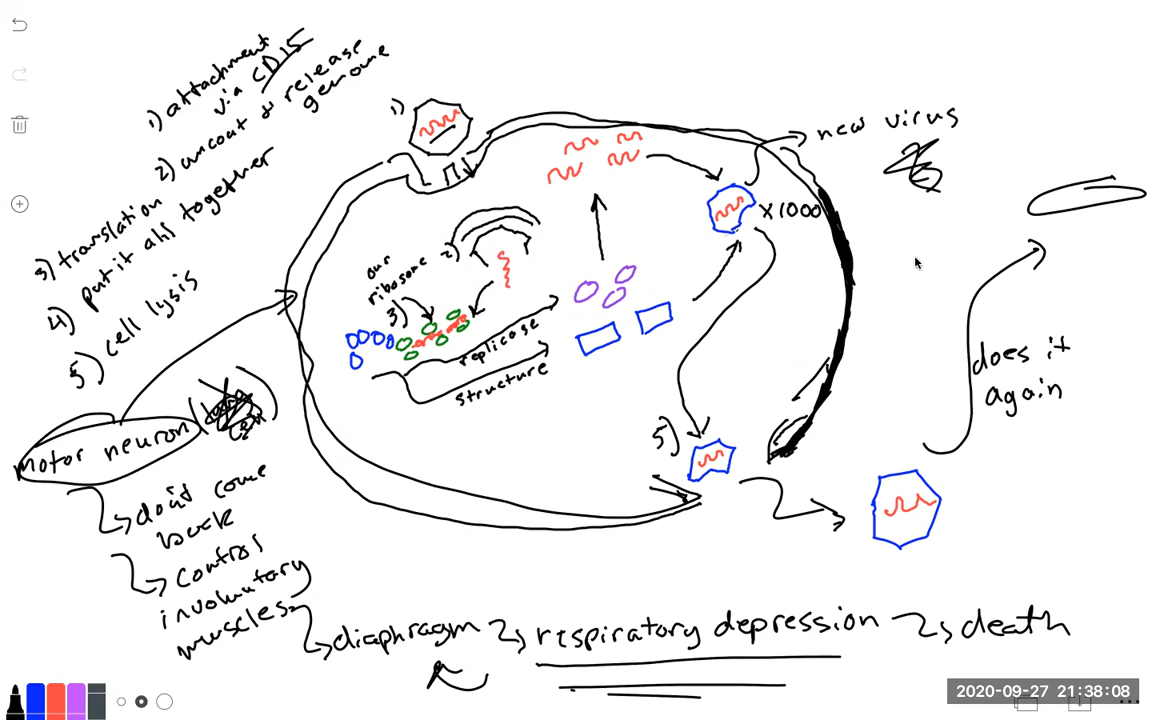 1) attachment
via CD15
2) uncoat & release
genome
3) translation
4) put it all together
5) cell lysis
motor neuron
don't come
back
control
involuntary
muscles
diaphragm
respiratory depression
death
1)
2)
our
ribosome
3)
replicase
structure
x1000
new virus
5)
does it
again
2020-09-27 21:38:08